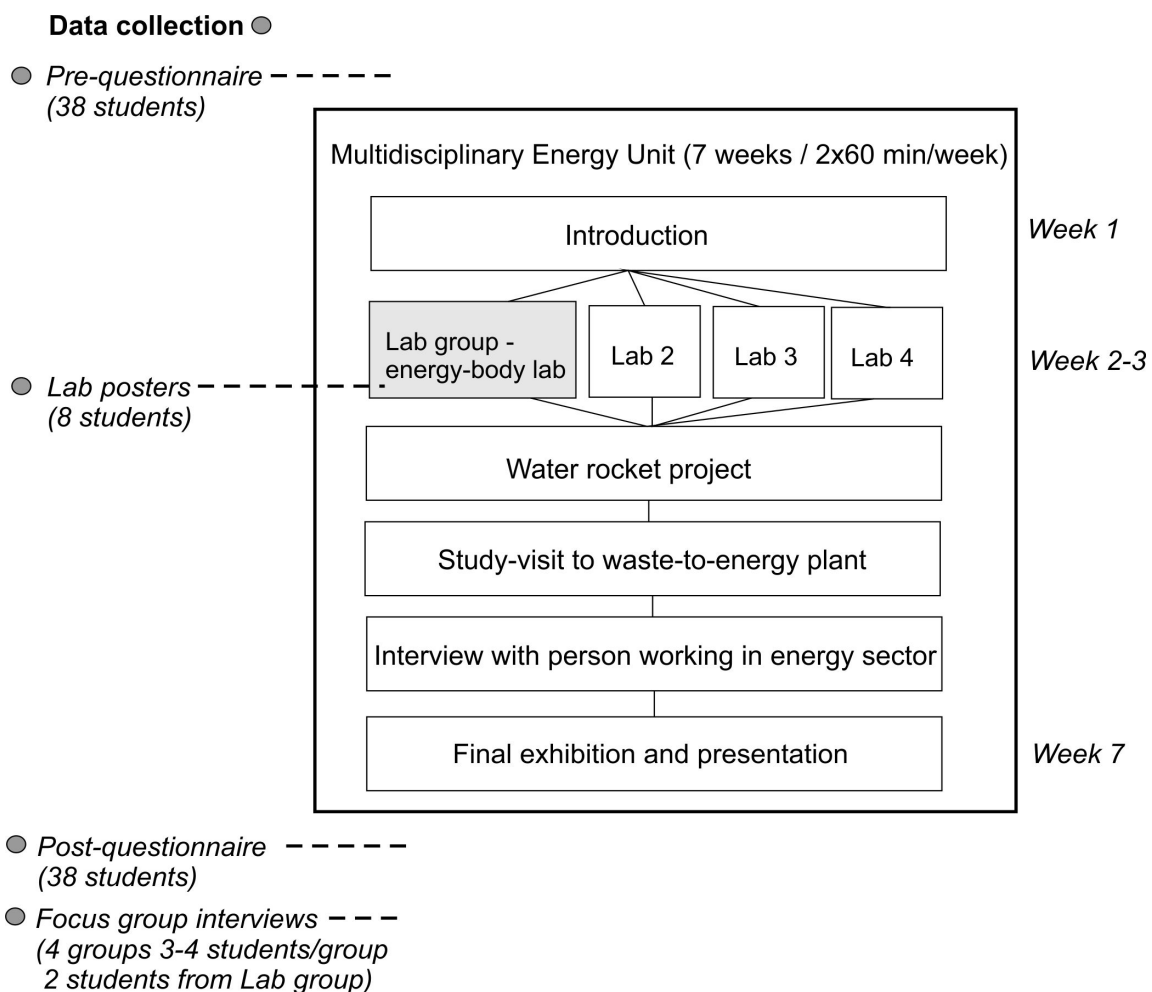 Data collection
Pre-questionnaire
(38 students)
Multidisciplinary Energy Unit (7 weeks / 2x60 min/week)
Introduction
Week 1
Lab group -
energy-body lab
Lab 2
Lab 3
Lab 4
Week 2-3
Lab posters
(8 students)
Water rocket project
Study-visit to waste-to-energy plant
Interview with person working in energy sector
Final exhibition and presentation
Week 7
Post-questionnaire
(38 students)
Focus group interviews
(4 groups 3-4 students/group
2 students from Lab group)